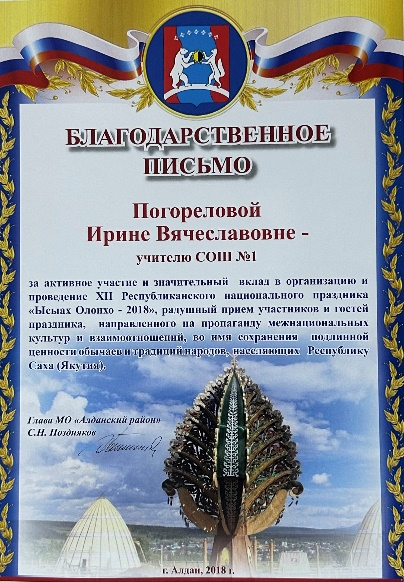 БЛАГОДАРСТВЕННОЕ
ПИСЬМО
Погореловой
Ирине Вячеславовне -
учителю СОШ №1
за активное участие и значительный вклад в организацию и
проведение XII Республиканского национального праздника
«Ысыах Олонхо - 2018», радушный прием участников и гостей
праздника, направленного на пропаганду межнациональных
культур и взаимоотношений, во имя сохранения подлинной
ценности обычаев и традиций народов, населяющих Республику
Саха (Якутия).
Глава МО «Алданский район»
С.Н. Поздняков
г. Алдан, 2018 г.